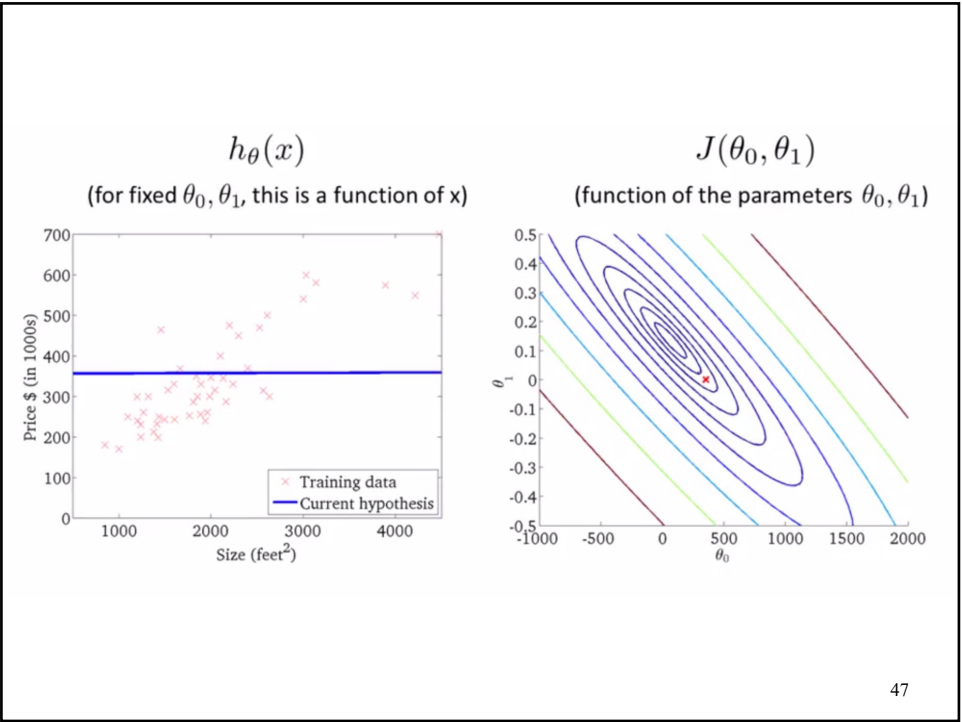 hθ(x)
(for fixed θ0, θ1, this is a function of x)
700
600
500
400
300
200
100
0
Price $ (in 1000s)
1000 2000 3000 4000
Size (feet²)
Training data
Current hypothesis
J(θ0, θ1)
(function of the parameters θ0, θ1)
0.5
0.4
0.3
0.2
0.1
0
-0.1
-0.2
-0.3
-0.4
-0.5
θ1
-1000 -500 0 500 1000 1500 2000
θ0
47